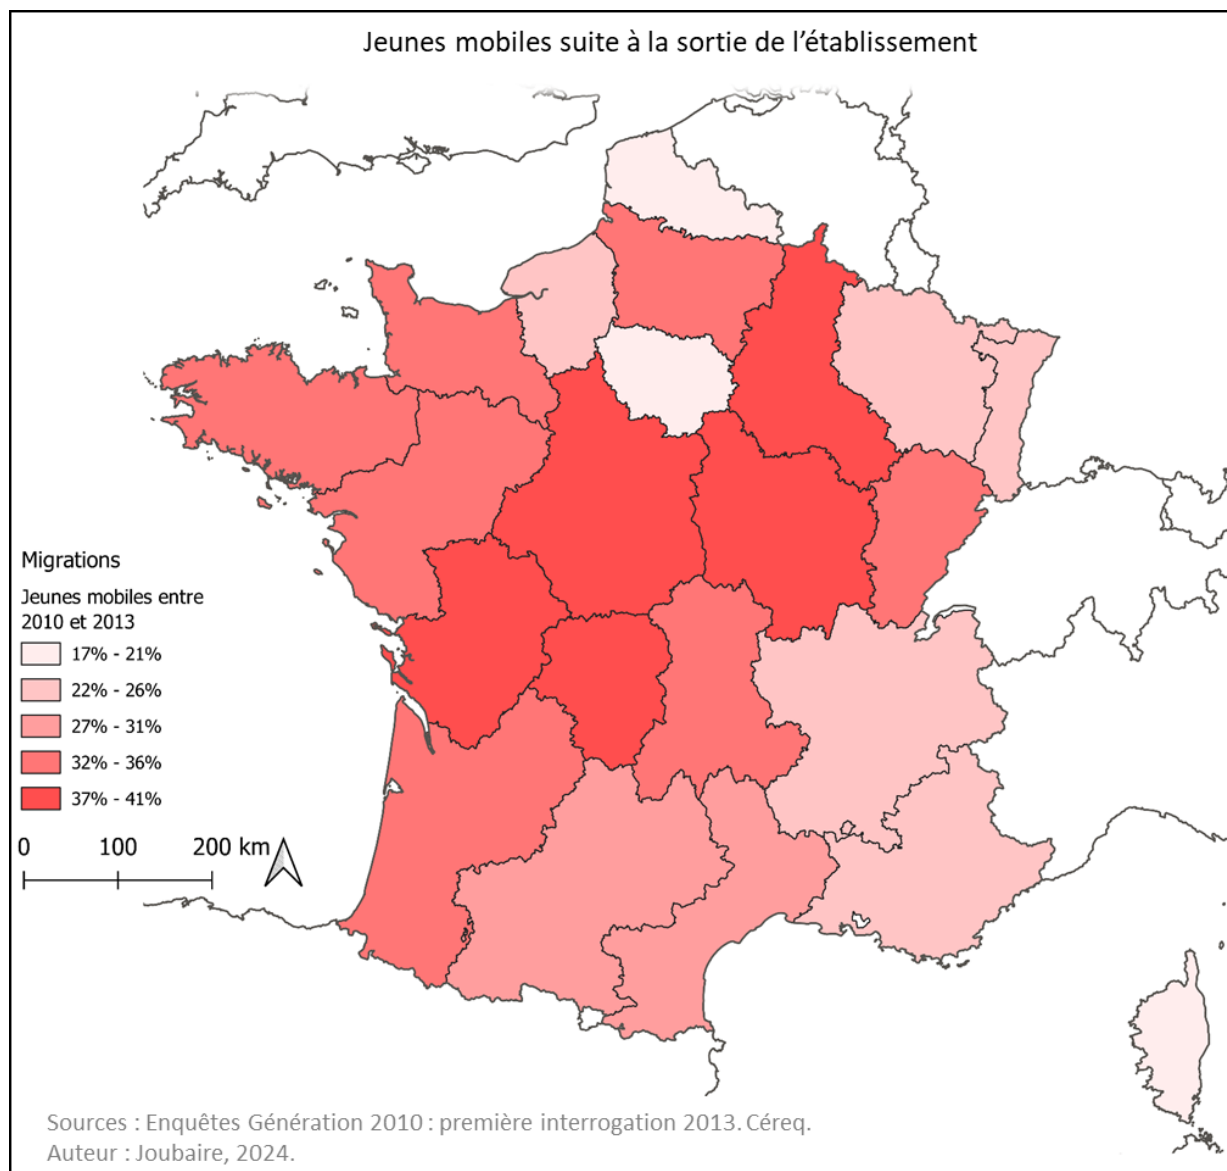 Jeunes mobiles suite à la sortie de l’établissement
Migrations
Jeunes mobiles entre
2010 et 2013
17% - 21%
22% - 26%
27% - 31%
32% - 36%
37% - 41%
0 100 200 km
Sources : Enquêtes Génération 2010 : première interrogation 2013. Céreq.
Auteur : Joubaire, 2024.